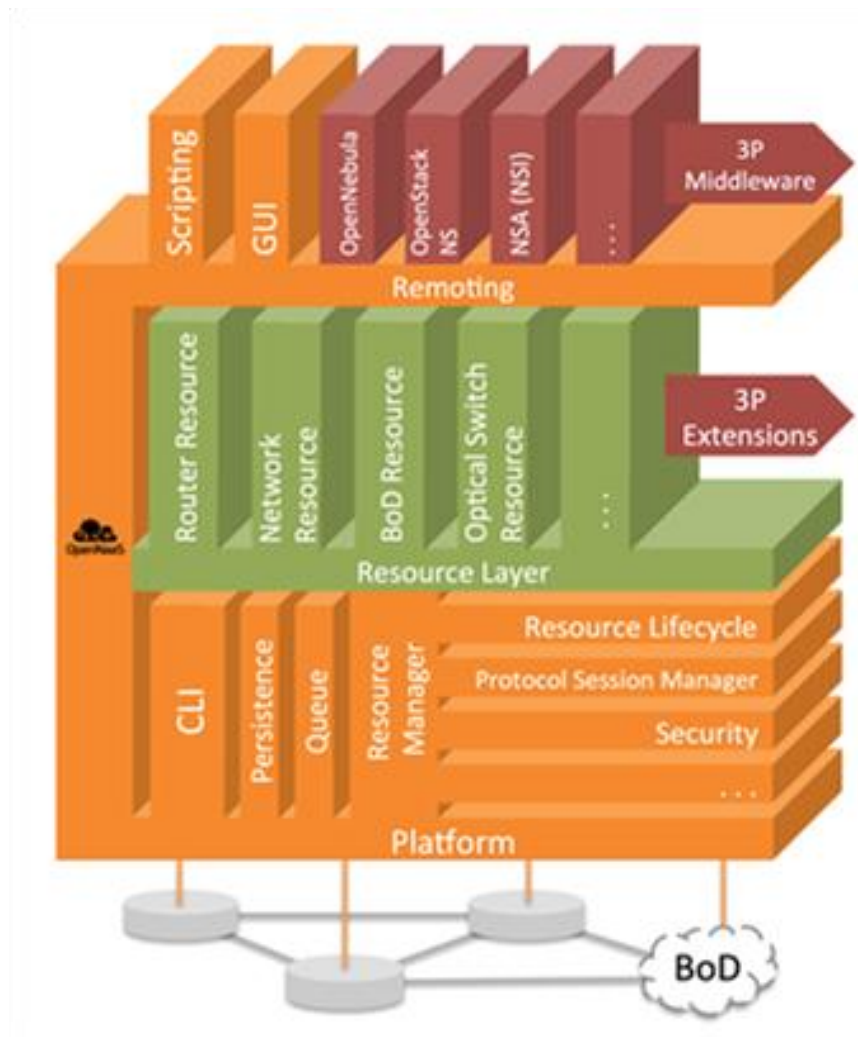 Scripting
GUI
OpenNebula
OpenStack
NS
NSA (NSI)
...
3P
Middleware
Remoting
Router Resource
Network
Resource
BoD Resource
Optical Switch
Resource
...
3P
Extensions
OpenNaaS
Resource Layer
CLI
Persistence
Queue
Resource
Manager
Resource Lifecycle
Protocol Session Manager
Security
...
Platform
BoD